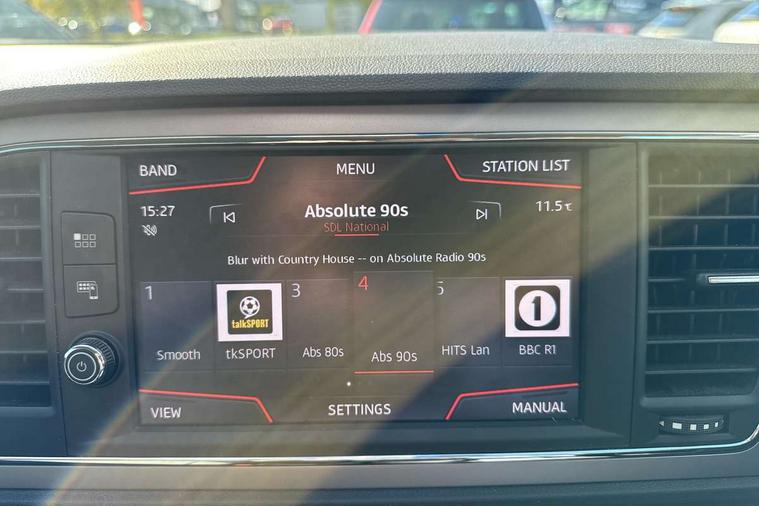 BAND
MENU
STATION LIST
15:27
Absolute 90s
11.5℃
SDL National
Blur with Country House -- on Absolute Radio 90s
1
3
4
5
talkSPORT
1
Smooth
tkSPORT
Abs 80s
Abs 90s
HITS Lan
BBC R1
VIEW
SETTINGS
MANUAL